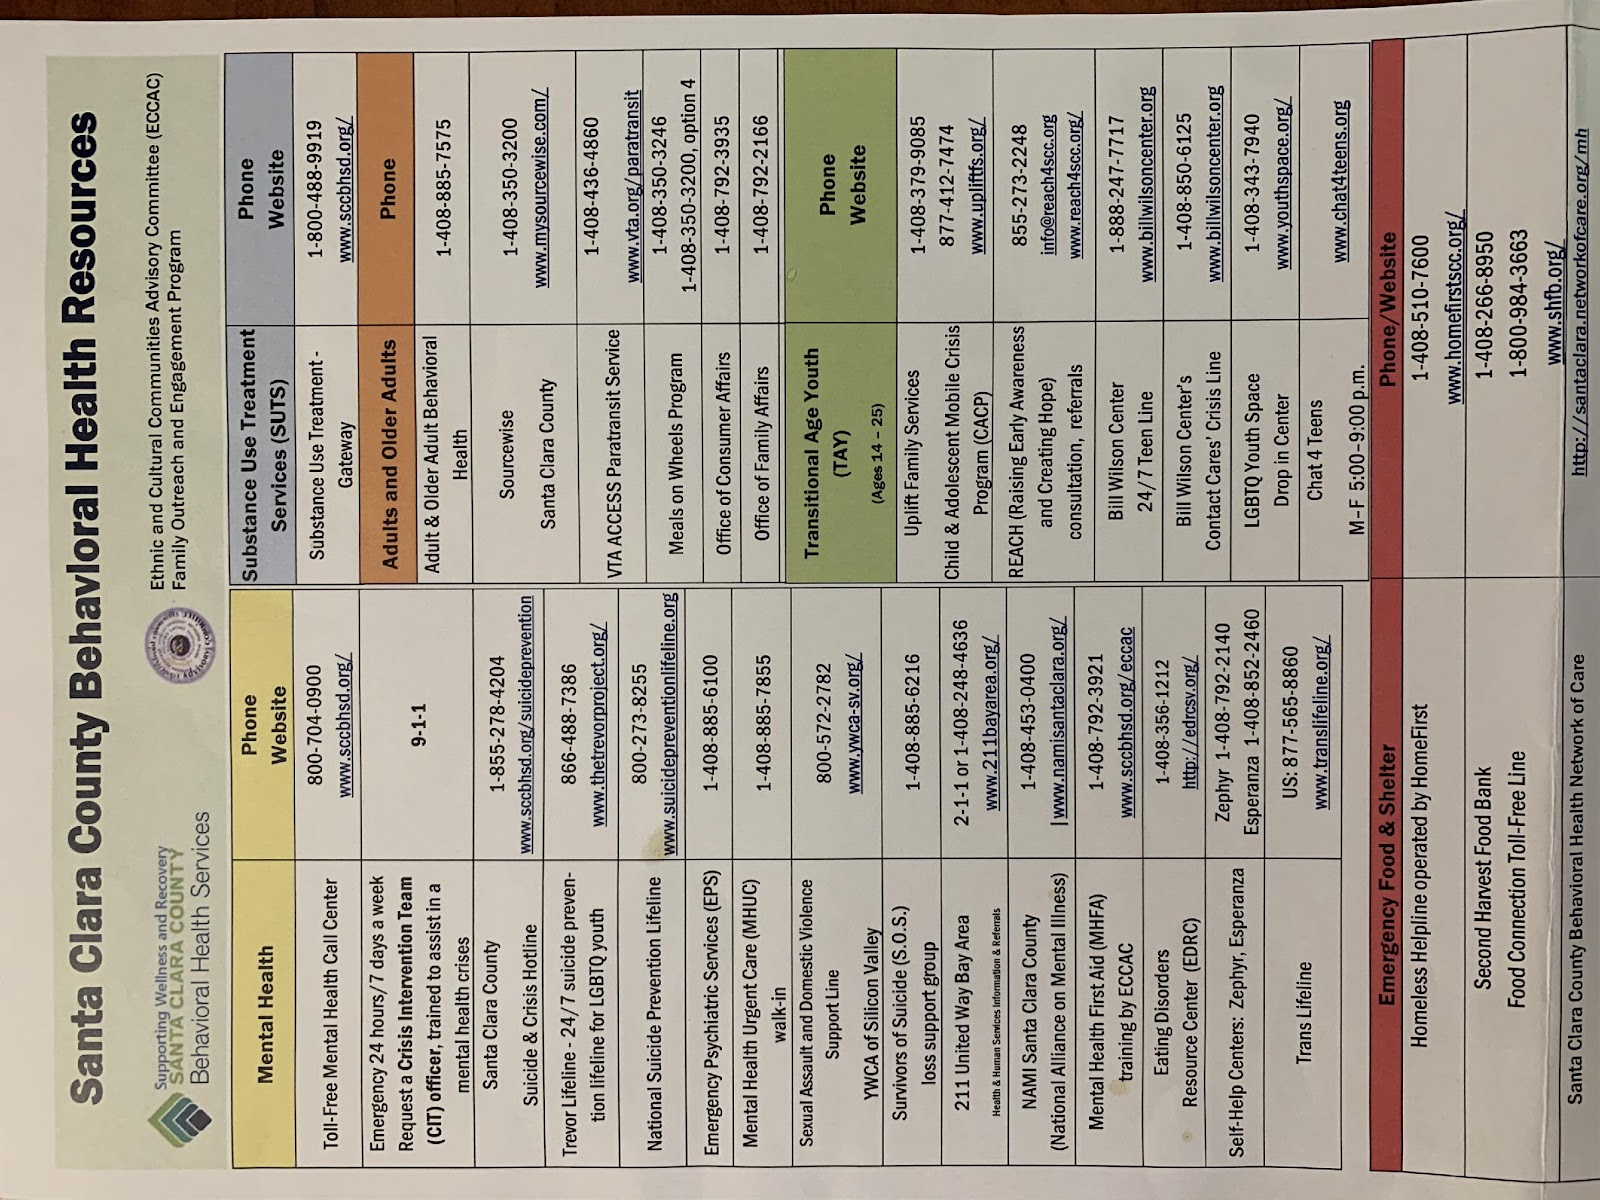 Santa Clara County Behavioral Health Resources
Supporting Wellness and Recovery
SANTA CLARA COUNTY
Behavioral Health Services
Ethnic and Cultural Communities Advisory Committee (ECCAC)
Family Outreach and Engagement Program
Mental Health
Phone
Website
Toll-Free Mental Health Call Center
800-704-0900
www.sccbhsd.org/
Emergency 24 hours/7 days a week
Request a Crisis Intervention Team
(CIT) officer, trained to assist in a
mental health crises
9-1-1
Santa Clara County
Suicide & Crisis Hotline
1-855-278-4204
www.sccbhsd.org/suicideprevention
Trevor Lifeline - 24/7 suicide preven-
tion lifeline for LGBTQ youth
866-488-7386
www.thetrevorproject.org/
National Suicide Prevention Lifeline
800-273-8255
www.suicidepreventionlifeline.org
Emergency Psychiatric Services (EPS)
1-408-885-6100
Mental Health Urgent Care (MHUC)
walk-in
1-408-885-7855
Sexual Assault and Domestic Violence
Support Line
YWCA of Silicon Valley
800-572-2782
www.ywca-sv.org/
Survivors of Suicide (S.O.S.)
loss support group
1-408-885-6216
211 United Way Bay Area
Health & Human Services Information & Referrals
2-1-1 or 1-408-248-4636
www.211bayarea.org/
NAMI Santa Clara County
(National Alliance on Mental Illness)
1-408-453-0400
|www.namisantaclara.org/
Mental Health First Aid (MHFA)
training by ECCAC
1-408-792-3921
www.sccbhsd.org/eccac
Eating Disorders
Resource Center (EDRC)
1-408-356-1212
http://edrcsv.org/
Self-Help Centers: Zephyr, Esperanza
Zephyr 1-408-792-2140
Esperanza 1-408-852-2460
Trans Lifeline
US: 877-565-8860
www.translifeline.org/
Substance Use Treatment
Services (SUTS)
Phone
Website
Substance Use Treatment -
Gateway
1-800-488-9919
www.sccbhsd.org/
Adults and Older Adults
Phone
Adult & Older Adult Behavioral
Health
1-408-885-7575
Sourcewise
Santa Clara County
1-408-350-3200
www.mysourcewise.com/
VTA ACCESS Paratransit Service
1-408-436-4860
www.vta.org/paratransit
Meals on Wheels Program
1-408-350-3246
1-408-350-3200, option 4
Office of Consumer Affairs
1-408-792-3935
Office of Family Affairs
1-408-792-2166
Transitional Age Youth
(TAY)
(Ages 14 – 25)
Phone
Website
Uplift Family Services
Child & Adolescent Mobile Crisis
Program (CACP)
1-408-379-9085
877-412-7474
www.upliftfs.org/
REACH (Raising Early Awareness
and Creating Hope)
consultation, referrals
855-273-2248
info@reach4scc.org
www.reach4scc.org/
Bill Wilson Center
24/7 Teen Line
1-888-247-7717
www.billwilsoncenter.org
Bill Wilson Center's
Contact Cares' Crisis Line
1-408-850-6125
www.billwilsoncenter.org
LGBTQ Youth Space
Drop in Center
1-408-343-7940
www.youthspace.org/
Chat 4 Teens
M – F 5:00 – 9:00 p.m.
www.chat4teens.org
Emergency Food & Shelter
Phone/Website
Homeless Helpline operated by HomeFirst
1-408-510-7600
www.homefirstscc.org/
Second Harvest Food Bank
Food Connection Toll-Free Line
1-408-266-8950
1-800-984-3663
www.shfb.org/
Santa Clara County Behavioral Health Network of Care
http://santaclara.networkofcare.org/mh